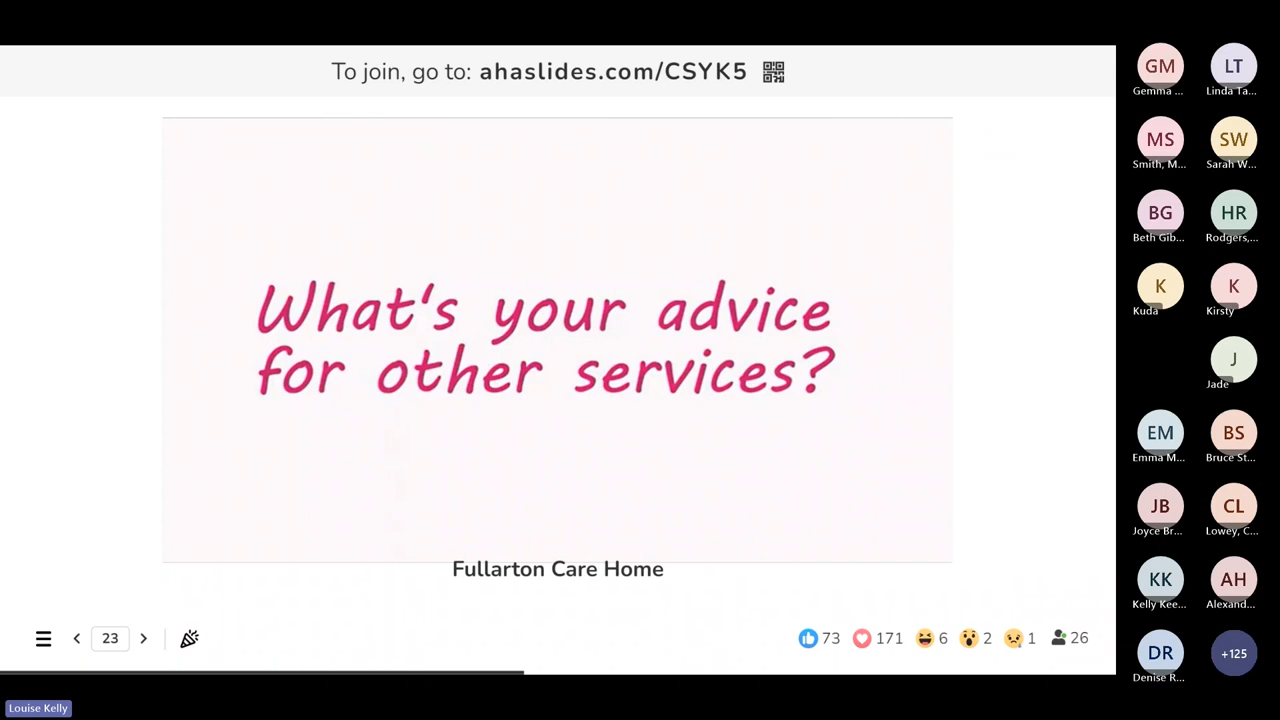 To join, go to: ahaslides.com/CSYK5
What's your advice
for other services?
Fullarton Care Home
23
73 171 6 2 1 26
Louise Kelly
GM LT
Gemma ... Linda Ta...
MS SW
Smith, M... Sarah W...
BG HR
Beth Gib... Rodgers,...
K K
Kuda Kirsty
J
Jade
EM BS
Emma M... Bruce St...
JB CL
Joyce Br... Lowey, C...
KK AH
Kelly Kee... Alexand...
DR +125
Denise R...